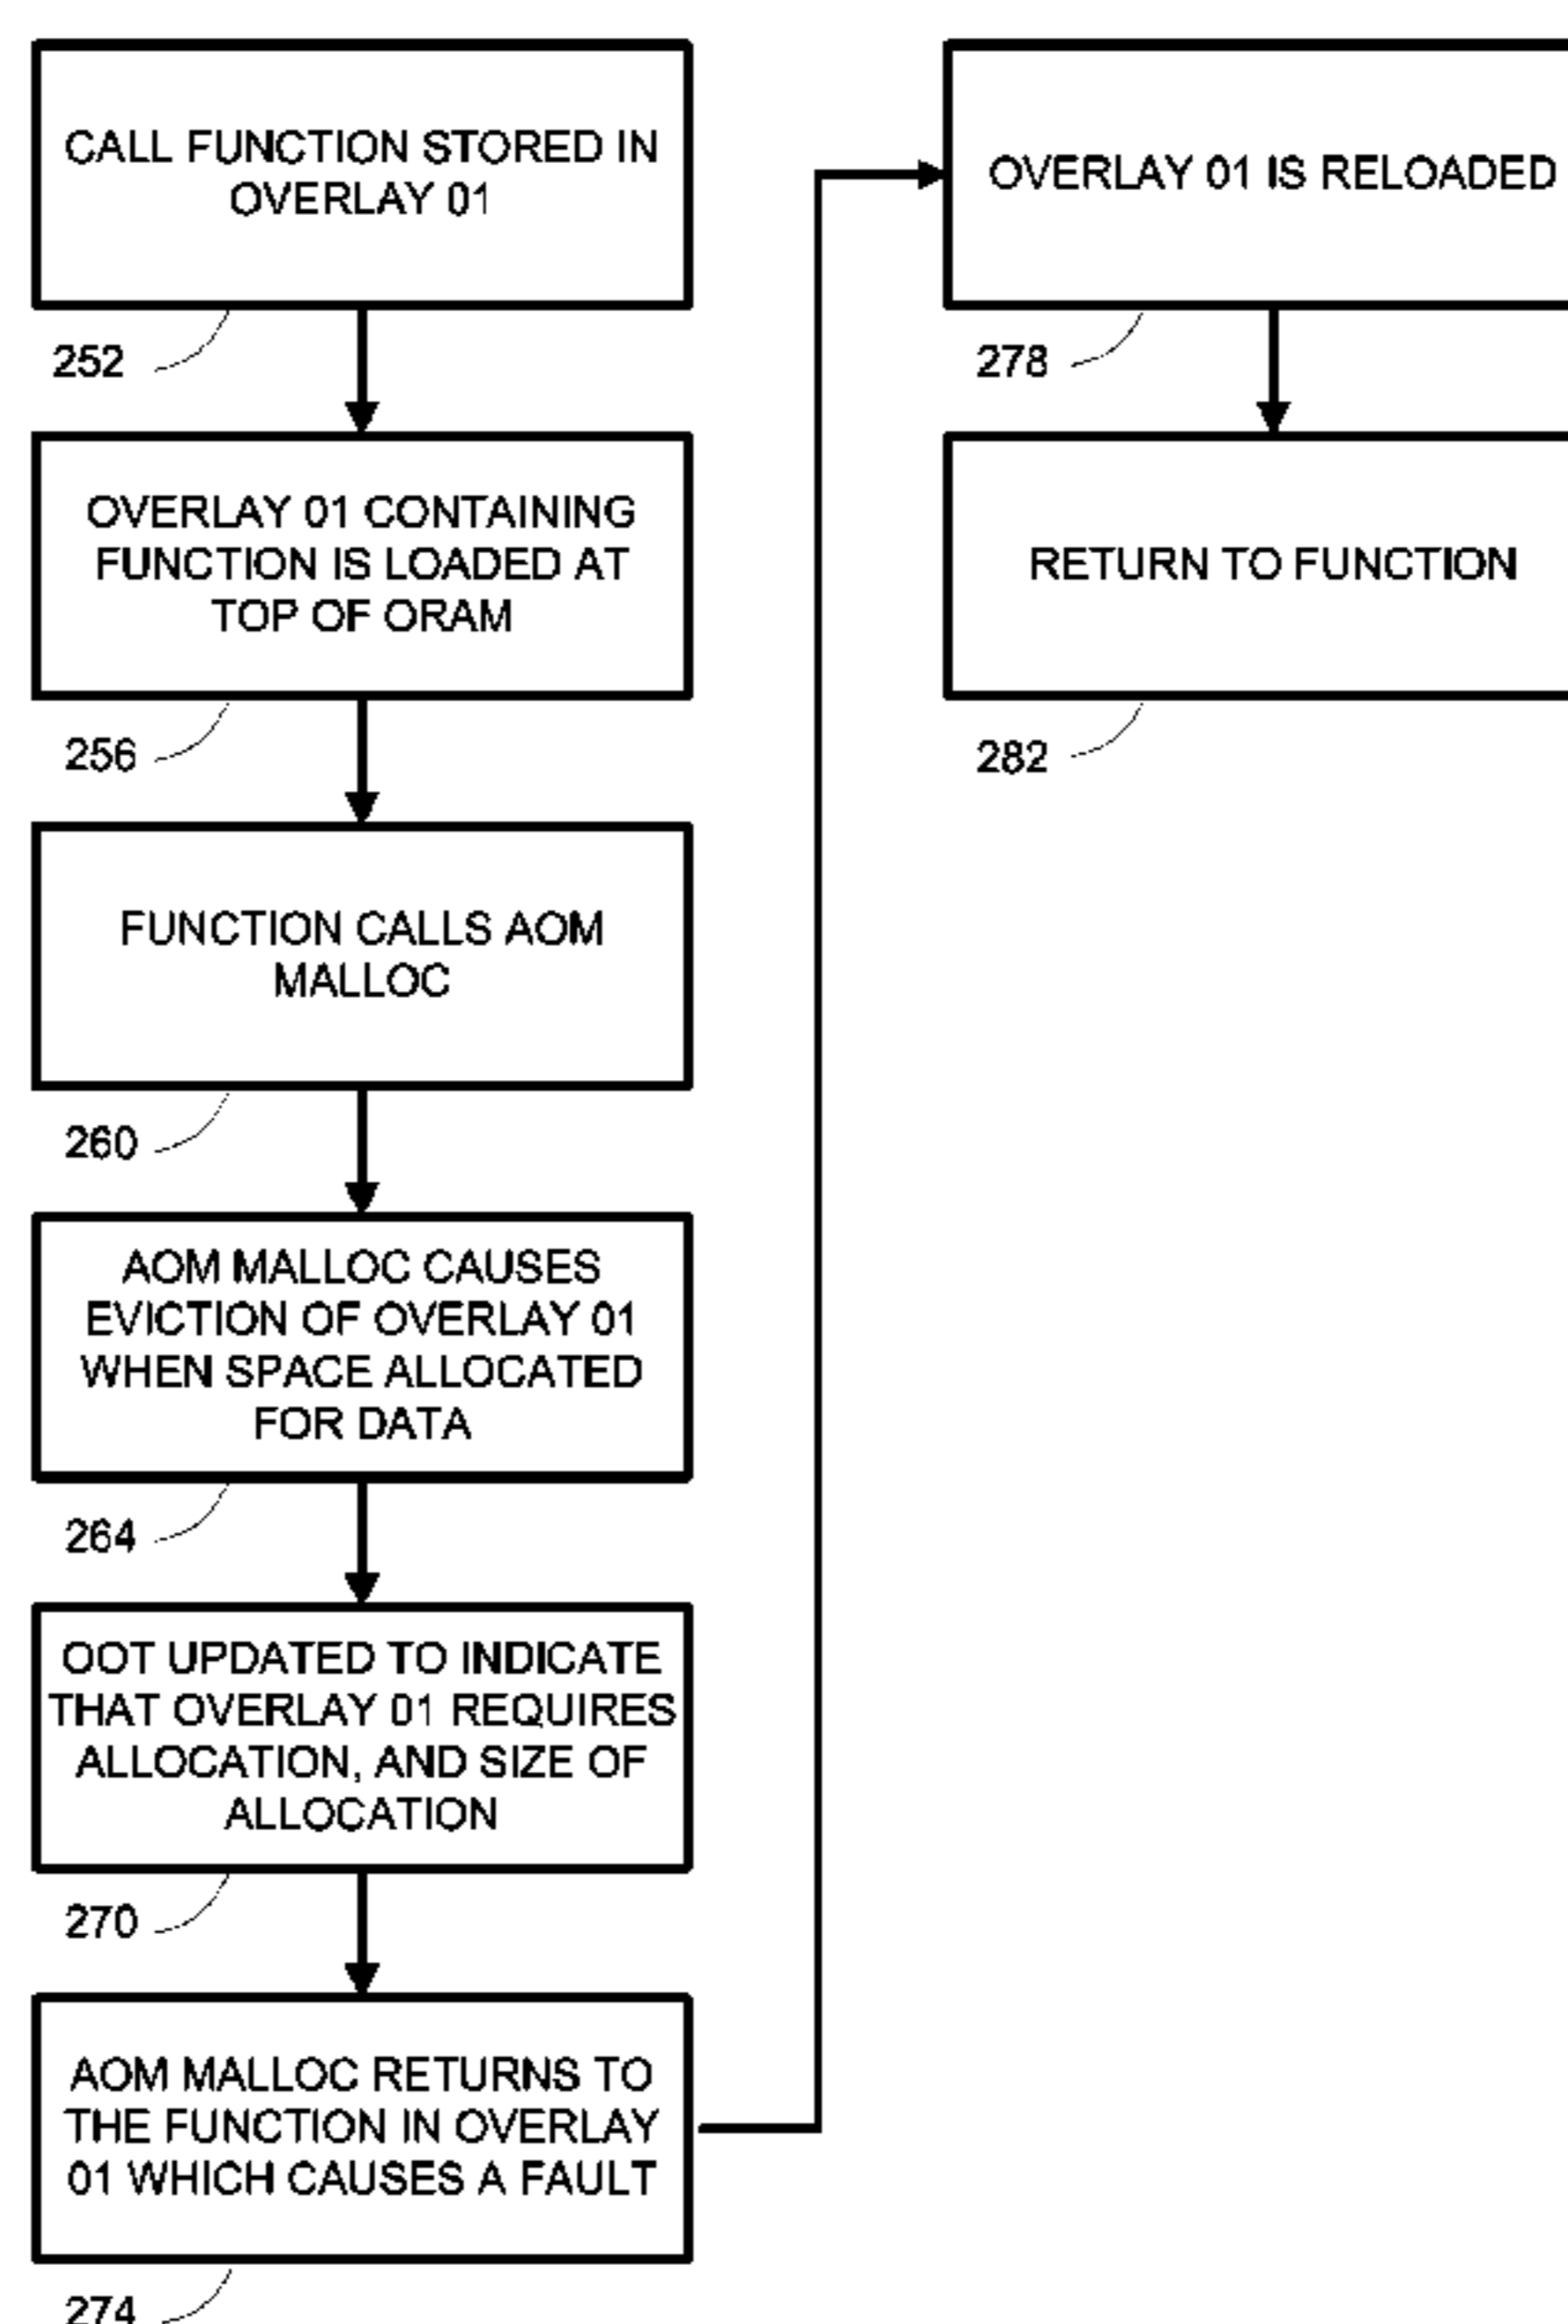 CALL FUNCTION STORED IN
OVERLAY 01
252
OVERLAY 01 CONTAINING
FUNCTION IS LOADED AT
TOP OF ORAM
256
FUNCTION CALLS AOM
MALLOC
260
AOM MALLOC CAUSES
EVICTION OF OVERLAY 01
WHEN SPACE ALLOCATED
FOR DATA
264
OOT UPDATED TO INDICATE
THAT OVERLAY 01 REQUIRES
ALLOCATION, AND SIZE OF
ALLOCATION
270
AOM MALLOC RETURNS TO
THE FUNCTION IN OVERLAY
01 WHICH CAUSES A FAULT
274
OVERLAY 01 IS RELOADED
278
RETURN TO FUNCTION
282